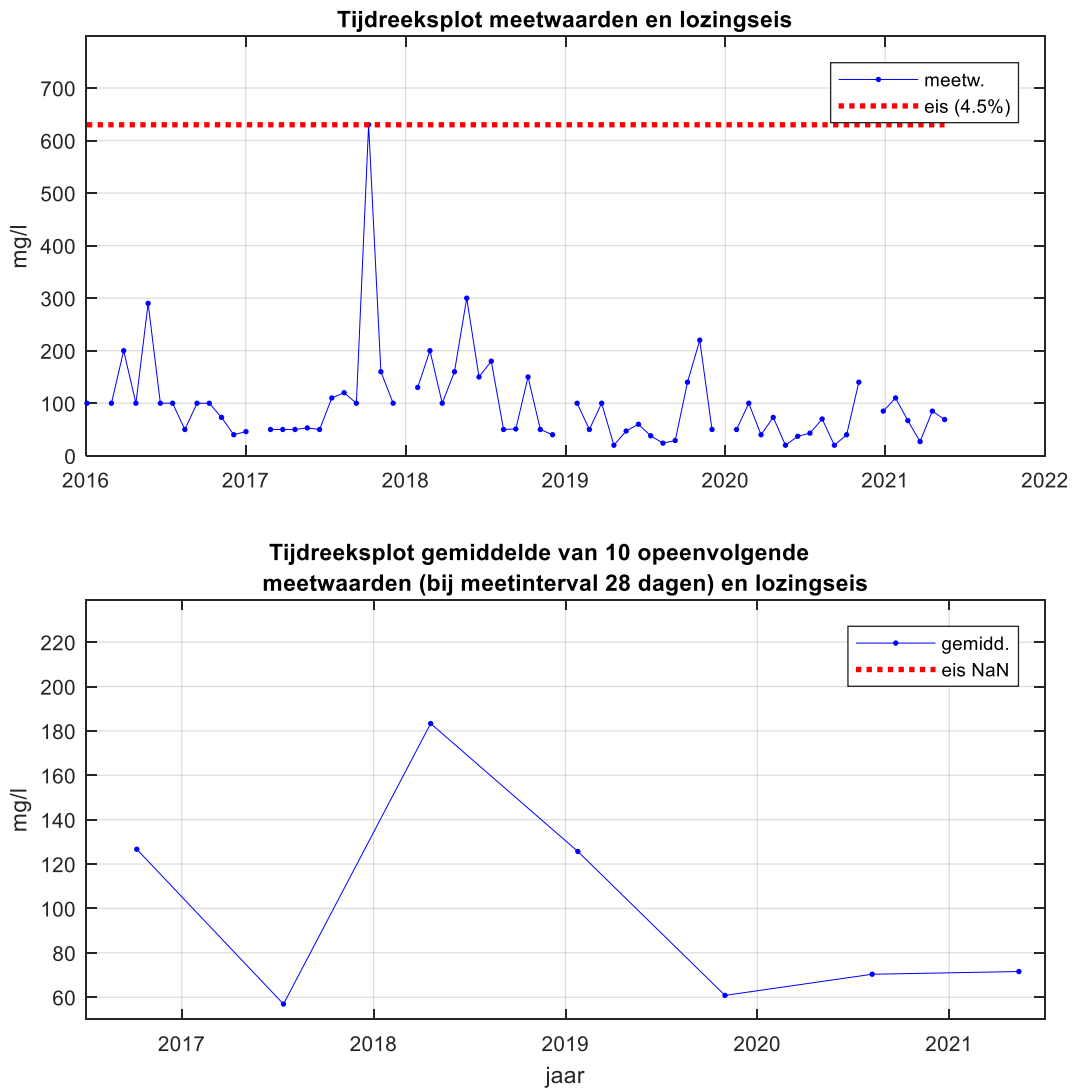 Tijdreeksplot meetwaarden en lozingseis
meetw.
eis (4.5%)
700
600
500
400
300
200
100
0
mg/l
2016 2017 2018 2019 2020 2021 2022
Tijdreeksplot gemiddelde van 10 opeenvolgende
meetwaarden (bij meetinterval 28 dagen) en lozingseis
gemidd.
eis NaN
220
200
180
160
140
120
100
80
60
mg/l
2017 2018 2019 2020 2021
jaar